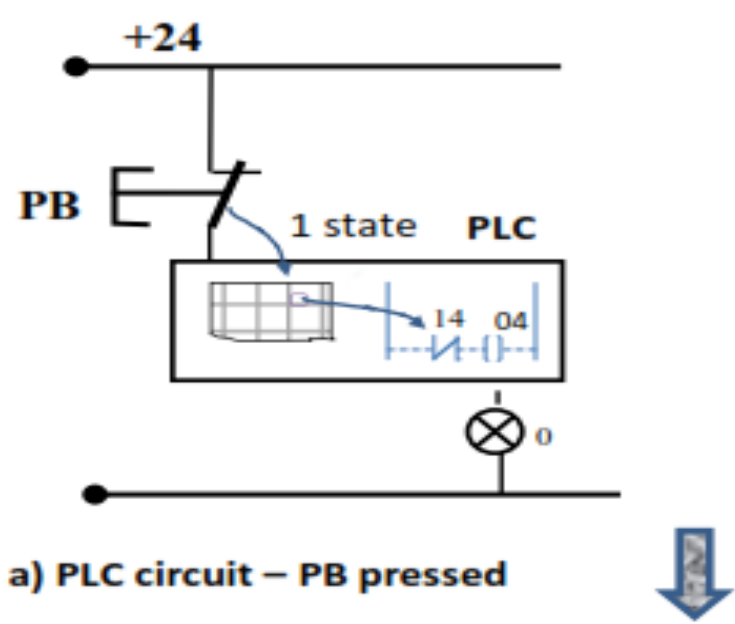 +24
PB
1 state PLC
14 04
0
a) PLC circuit – PB pressed